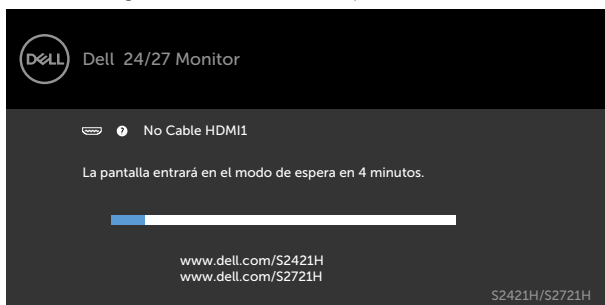 DELL
Dell 24/27 Monitor
No Cable HDMI1
La pantalla entrará en el modo de espera en 4 minutos.
www.dell.com/S2421H
www.dell.com/S2721H
S2421H/S2721H